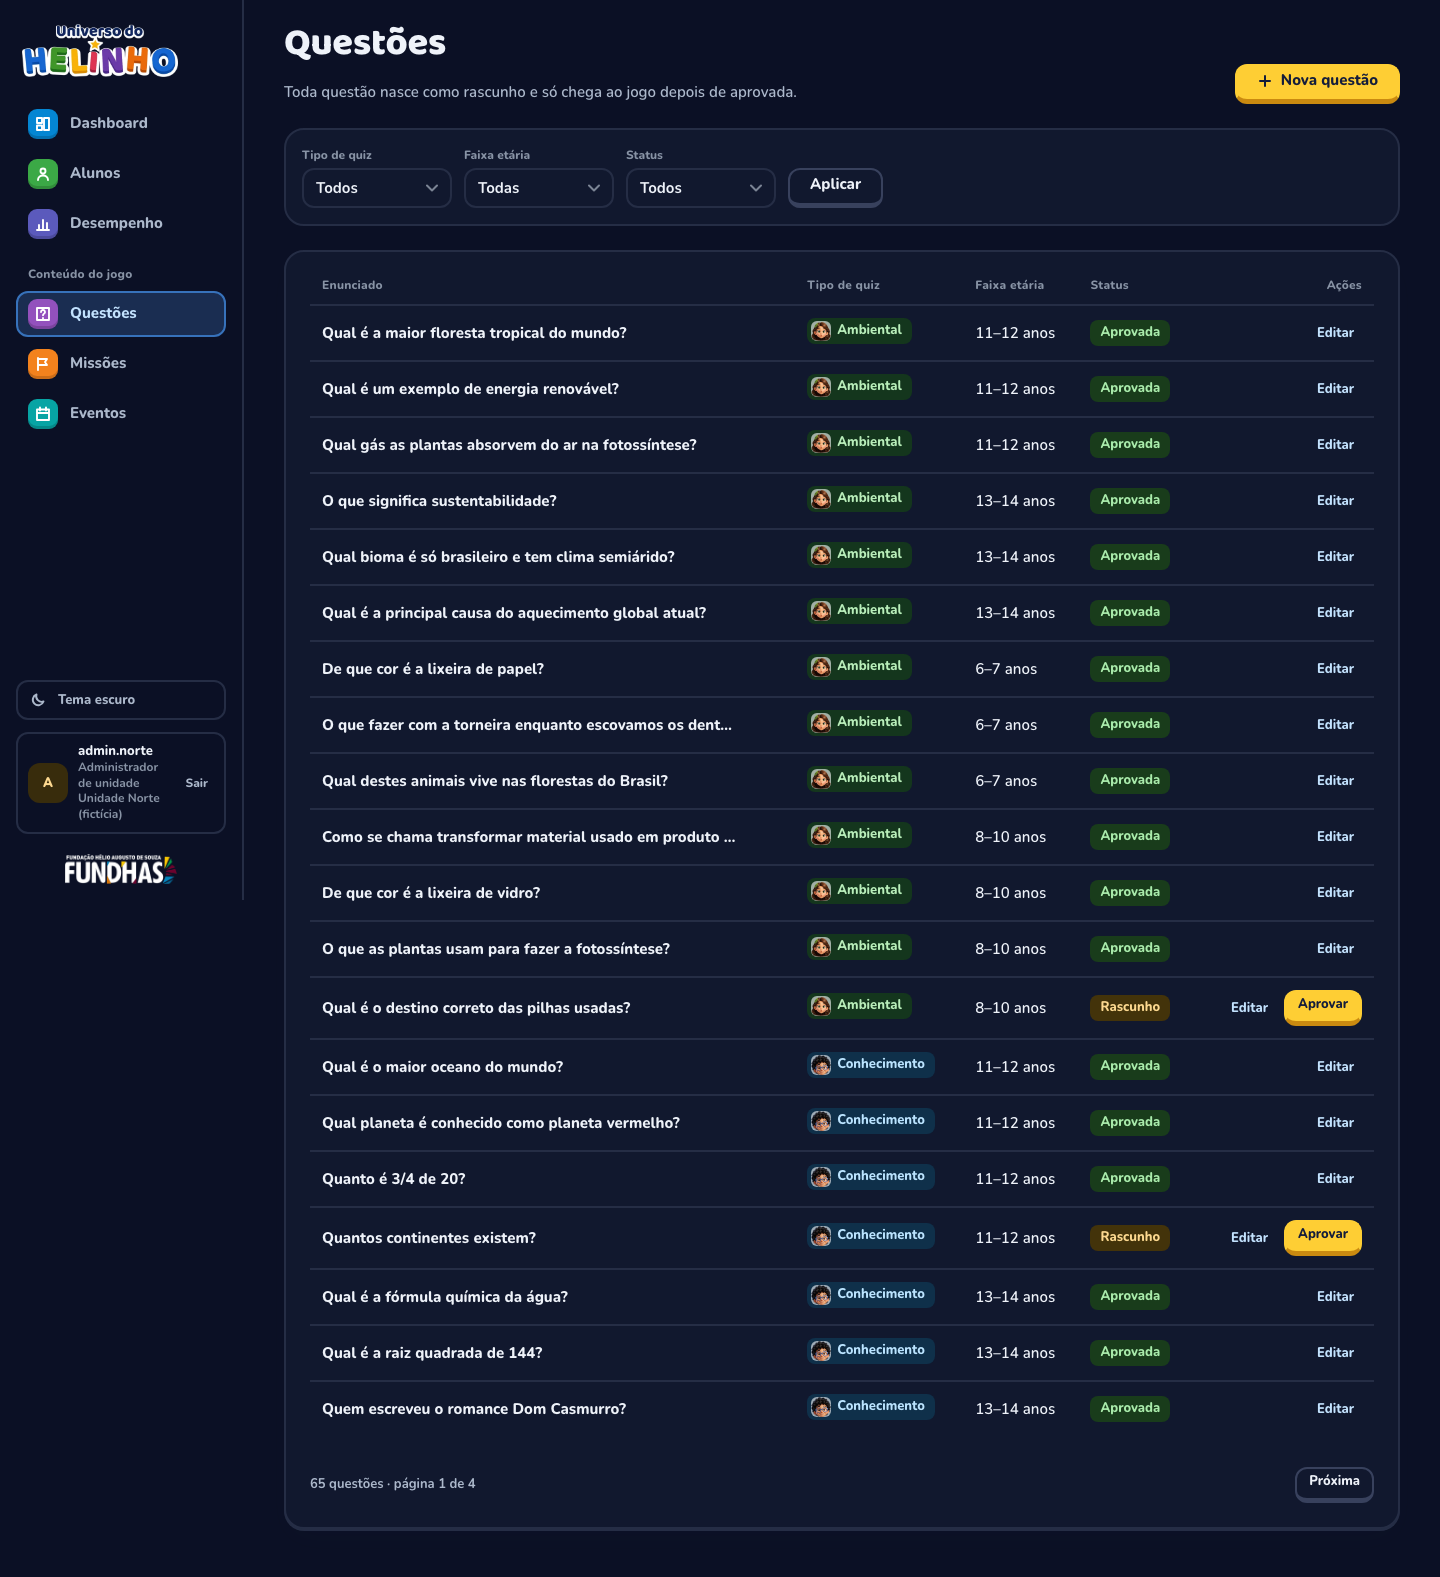 Universo do
HELINHO
Dashboard
Alunos
Desempenho
Conteúdo do jogo
Questões
Missões
Eventos
Tema escuro
A
admin.norte
Administrador
de unidade
Unidade Norte
(fictícia)
Sair
FUNDAÇÃO HÉLIO AUGUSTO DE SOUZA
FUNDHAS
Questões
Toda questão nasce como rascunho e só chega ao jogo depois de aprovada.
+ Nova questão
Tipo de quiz Faixa etária Status
Todos Todas Todos Aplicar
Enunciado Tipo de quiz Faixa etária Status Ações
Qual é a maior floresta tropical do mundo? Ambiental 11–12 anos Aprovada Editar
Qual é um exemplo de energia renovável? Ambiental 11–12 anos Aprovada Editar
Qual gás as plantas absorvem do ar na fotossíntese? Ambiental 11–12 anos Aprovada Editar
O que significa sustentabilidade? Ambiental 13–14 anos Aprovada Editar
Qual bioma é só brasileiro e tem clima semiárido? Ambiental 13–14 anos Aprovada Editar
Qual é a principal causa do aquecimento global atual? Ambiental 13–14 anos Aprovada Editar
De que cor é a lixeira de papel? Ambiental 6–7 anos Aprovada Editar
O que fazer com a torneira enquanto escovamos os dent... Ambiental 6–7 anos Aprovada Editar
Qual destes animais vive nas florestas do Brasil? Ambiental 6–7 anos Aprovada Editar
Como se chama transformar material usado em produto ... Ambiental 8–10 anos Aprovada Editar
De que cor é a lixeira de vidro? Ambiental 8–10 anos Aprovada Editar
O que as plantas usam para fazer a fotossíntese? Ambiental 8–10 anos Aprovada Editar
Qual é o destino correto das pilhas usadas? Ambiental 8–10 anos Rascunho Editar Aprovar
Qual é o maior oceano do mundo? Conhecimento 11–12 anos Aprovada Editar
Qual planeta é conhecido como planeta vermelho? Conhecimento 11–12 anos Aprovada Editar
Quanto é 3/4 de 20? Conhecimento 11–12 anos Aprovada Editar
Quantos continentes existem? Conhecimento 11–12 anos Rascunho Editar Aprovar
Qual é a fórmula química da água? Conhecimento 13–14 anos Aprovada Editar
Qual é a raiz quadrada de 144? Conhecimento 13–14 anos Aprovada Editar
Quem escreveu o romance Dom Casmurro? Conhecimento 13–14 anos Aprovada Editar
65 questões · página 1 de 4 Próxima